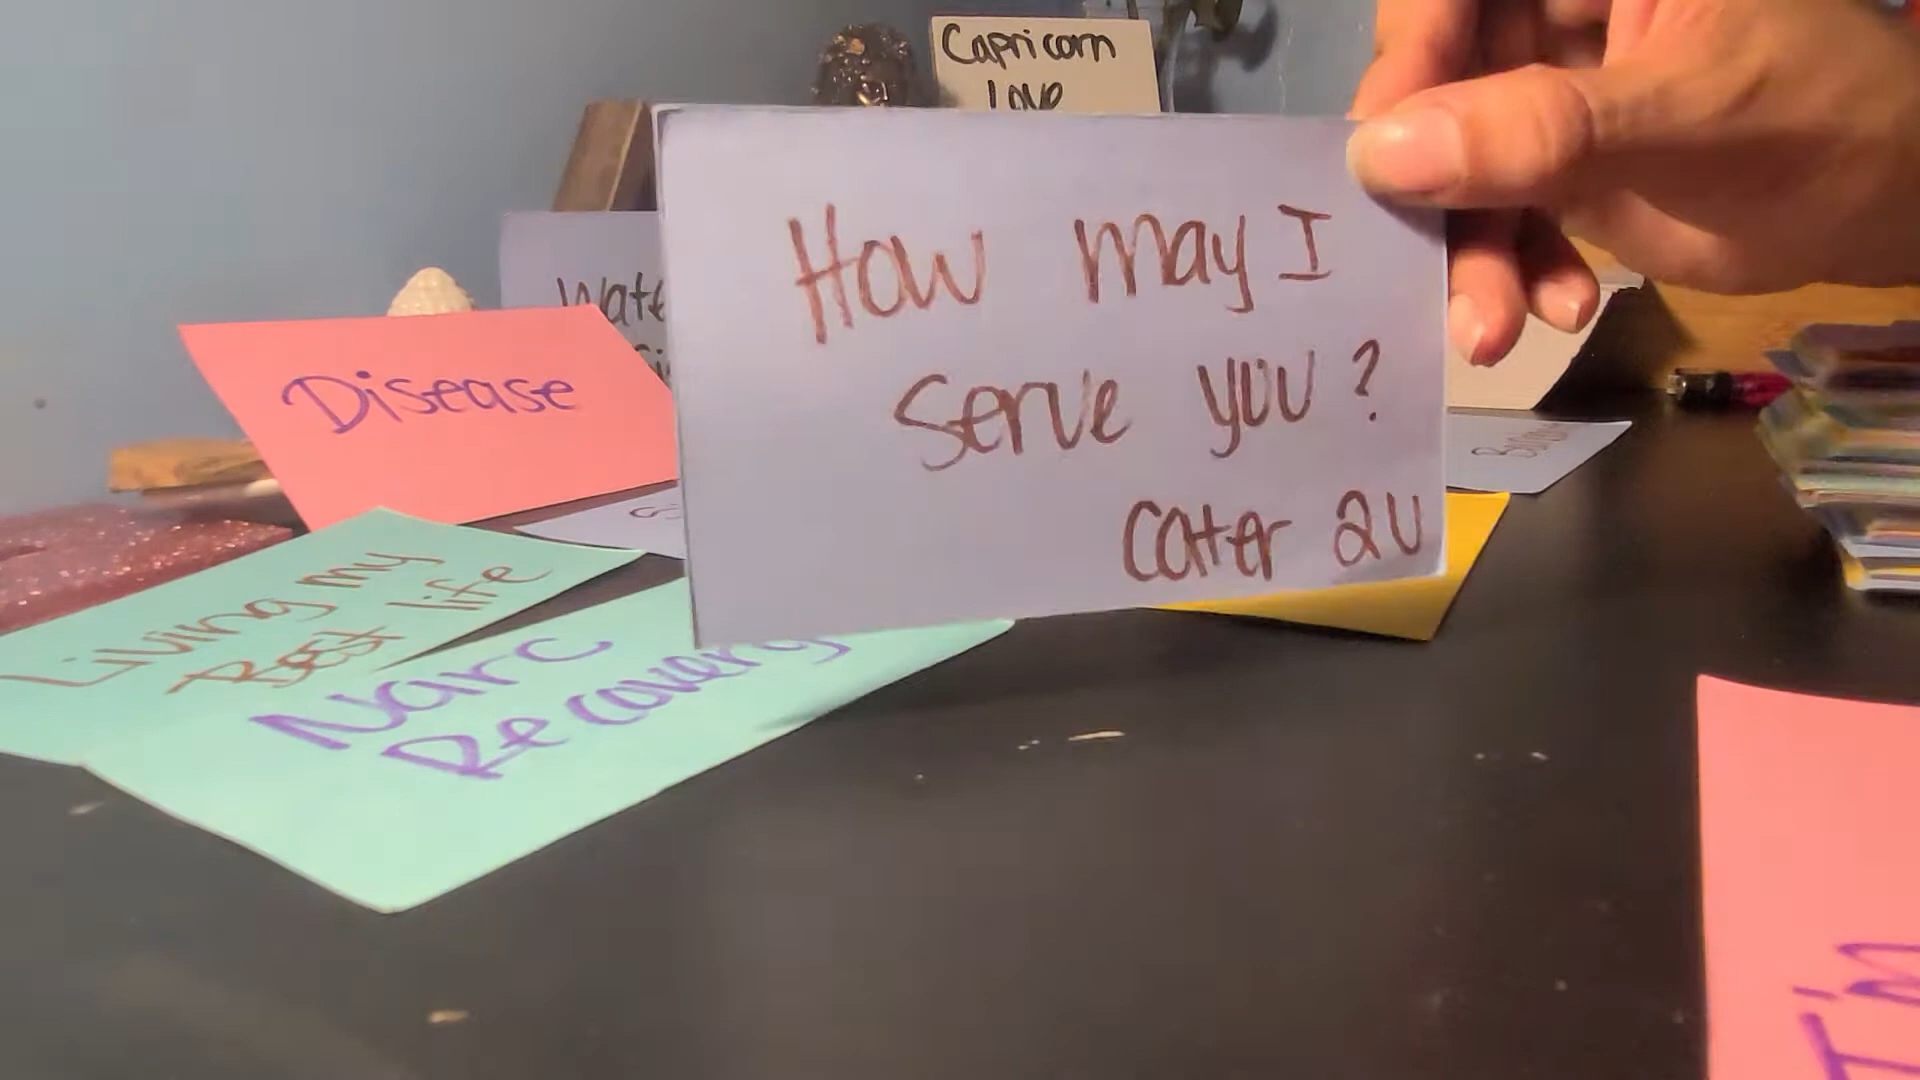 Capricorn
Love
How may I
Serve you?
Cater 2U
Disease
Living my
Best life
Narc
Recovery
I'm